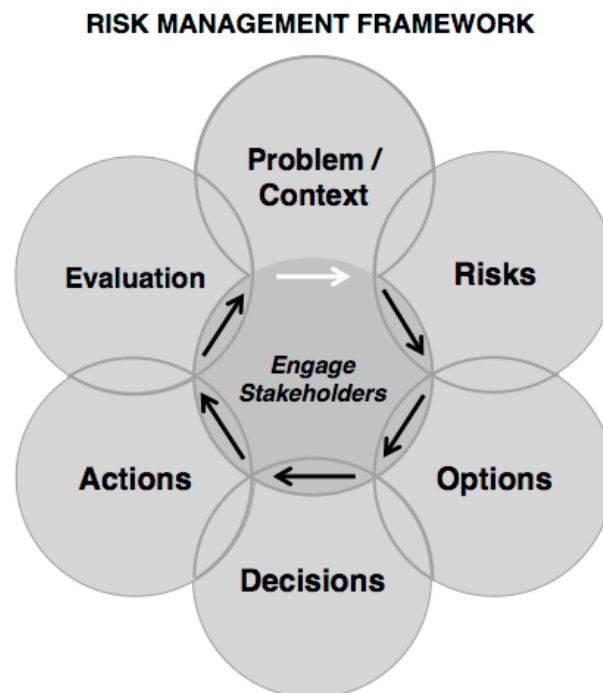 RISK MANAGEMENT FRAMEWORK
Problem /
Context
Risks
Options
Decisions
Actions
Evaluation
Engage
Stakeholders